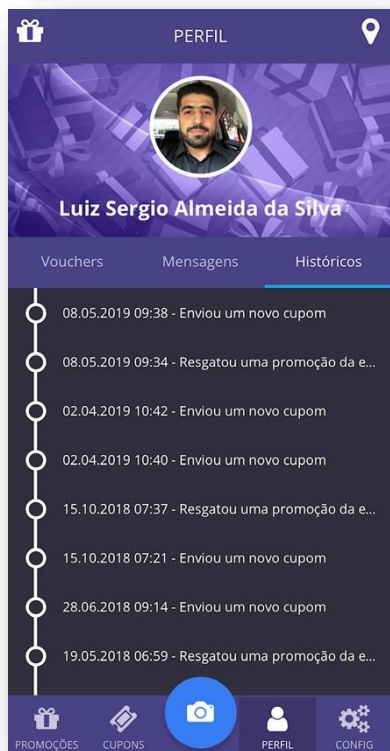 PERFIL
Luiz Sergio Almeida da Silva
Vouchers Mensagens Históricos
08.05.2019 09:38 - Enviou um novo cupom
08.05.2019 09:34 - Resgatou uma promoção da e...
02.04.2019 10:42 - Enviou um novo cupom
02.04.2019 10:40 - Enviou um novo cupom
15.10.2018 07:37 - Resgatou uma promoção da e...
15.10.2018 07:21 - Enviou um novo cupom
28.06.2018 09:14 - Enviou um novo cupom
19.05.2018 06:59 - Resgatou uma promoção da e...
PROMOÇÕES CUPONS PERFIL CONFIG